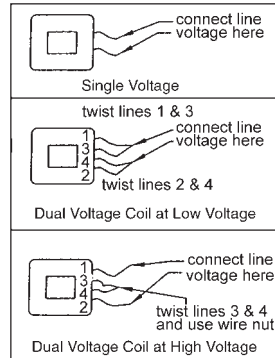 connect line
voltage here
Single Voltage
twist lines 1 & 3
1
3
4
2
connect line
voltage here
twist lines 2 & 4
Dual Voltage Coil at Low Voltage
1
3
4
2
connect line
voltage here
twist lines 3 & 4
and use wire nut
Dual Voltage Coil at High Voltage